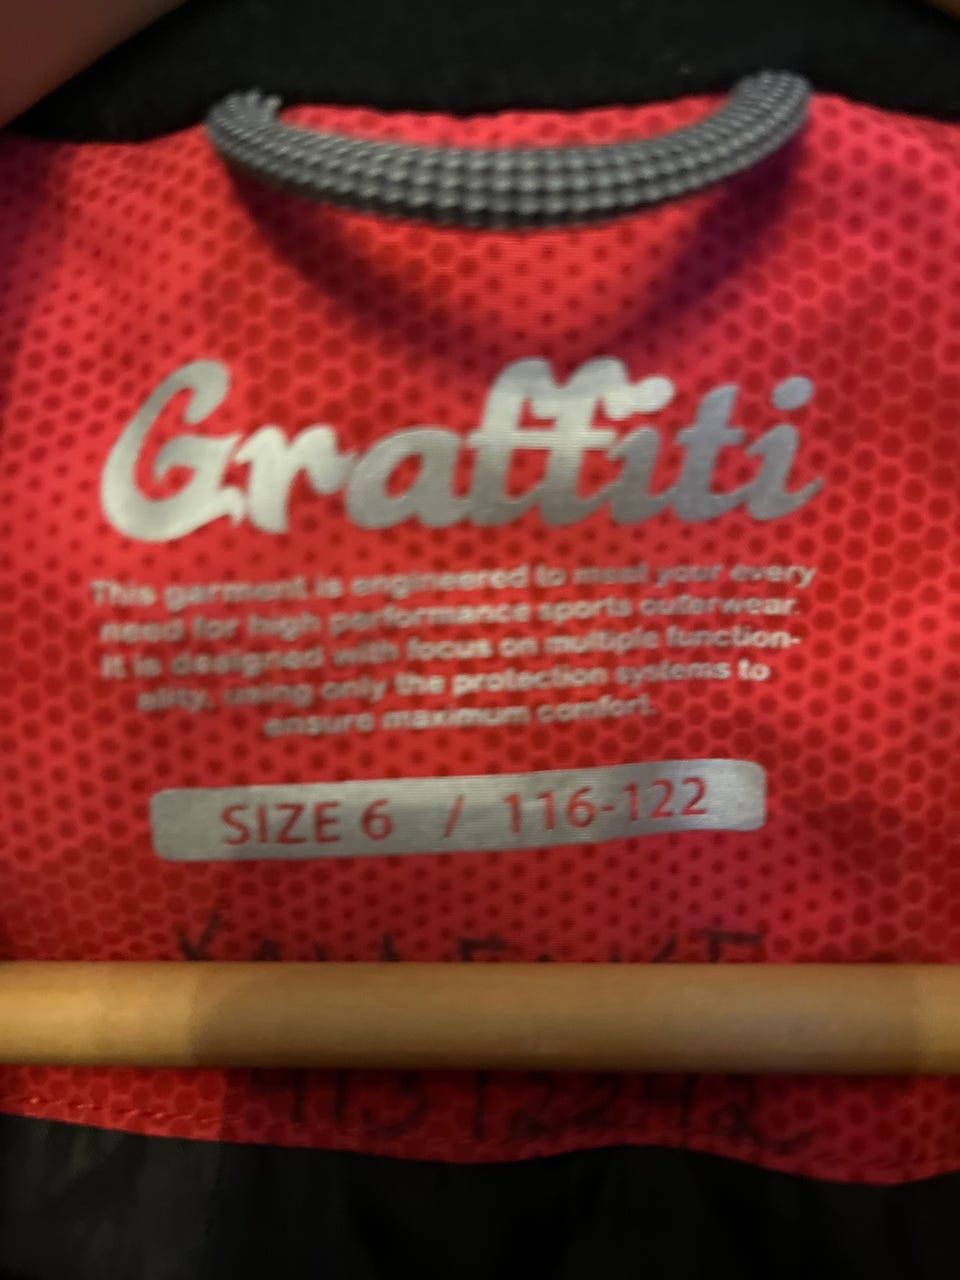 Graffiti
This garment is engineered to meet your every
need for high performance sports outerwear.
It is designed with focus on multiple function-
ality, using only the protection systems to
ensure maximum comfort.
SIZE 6 / 116-122